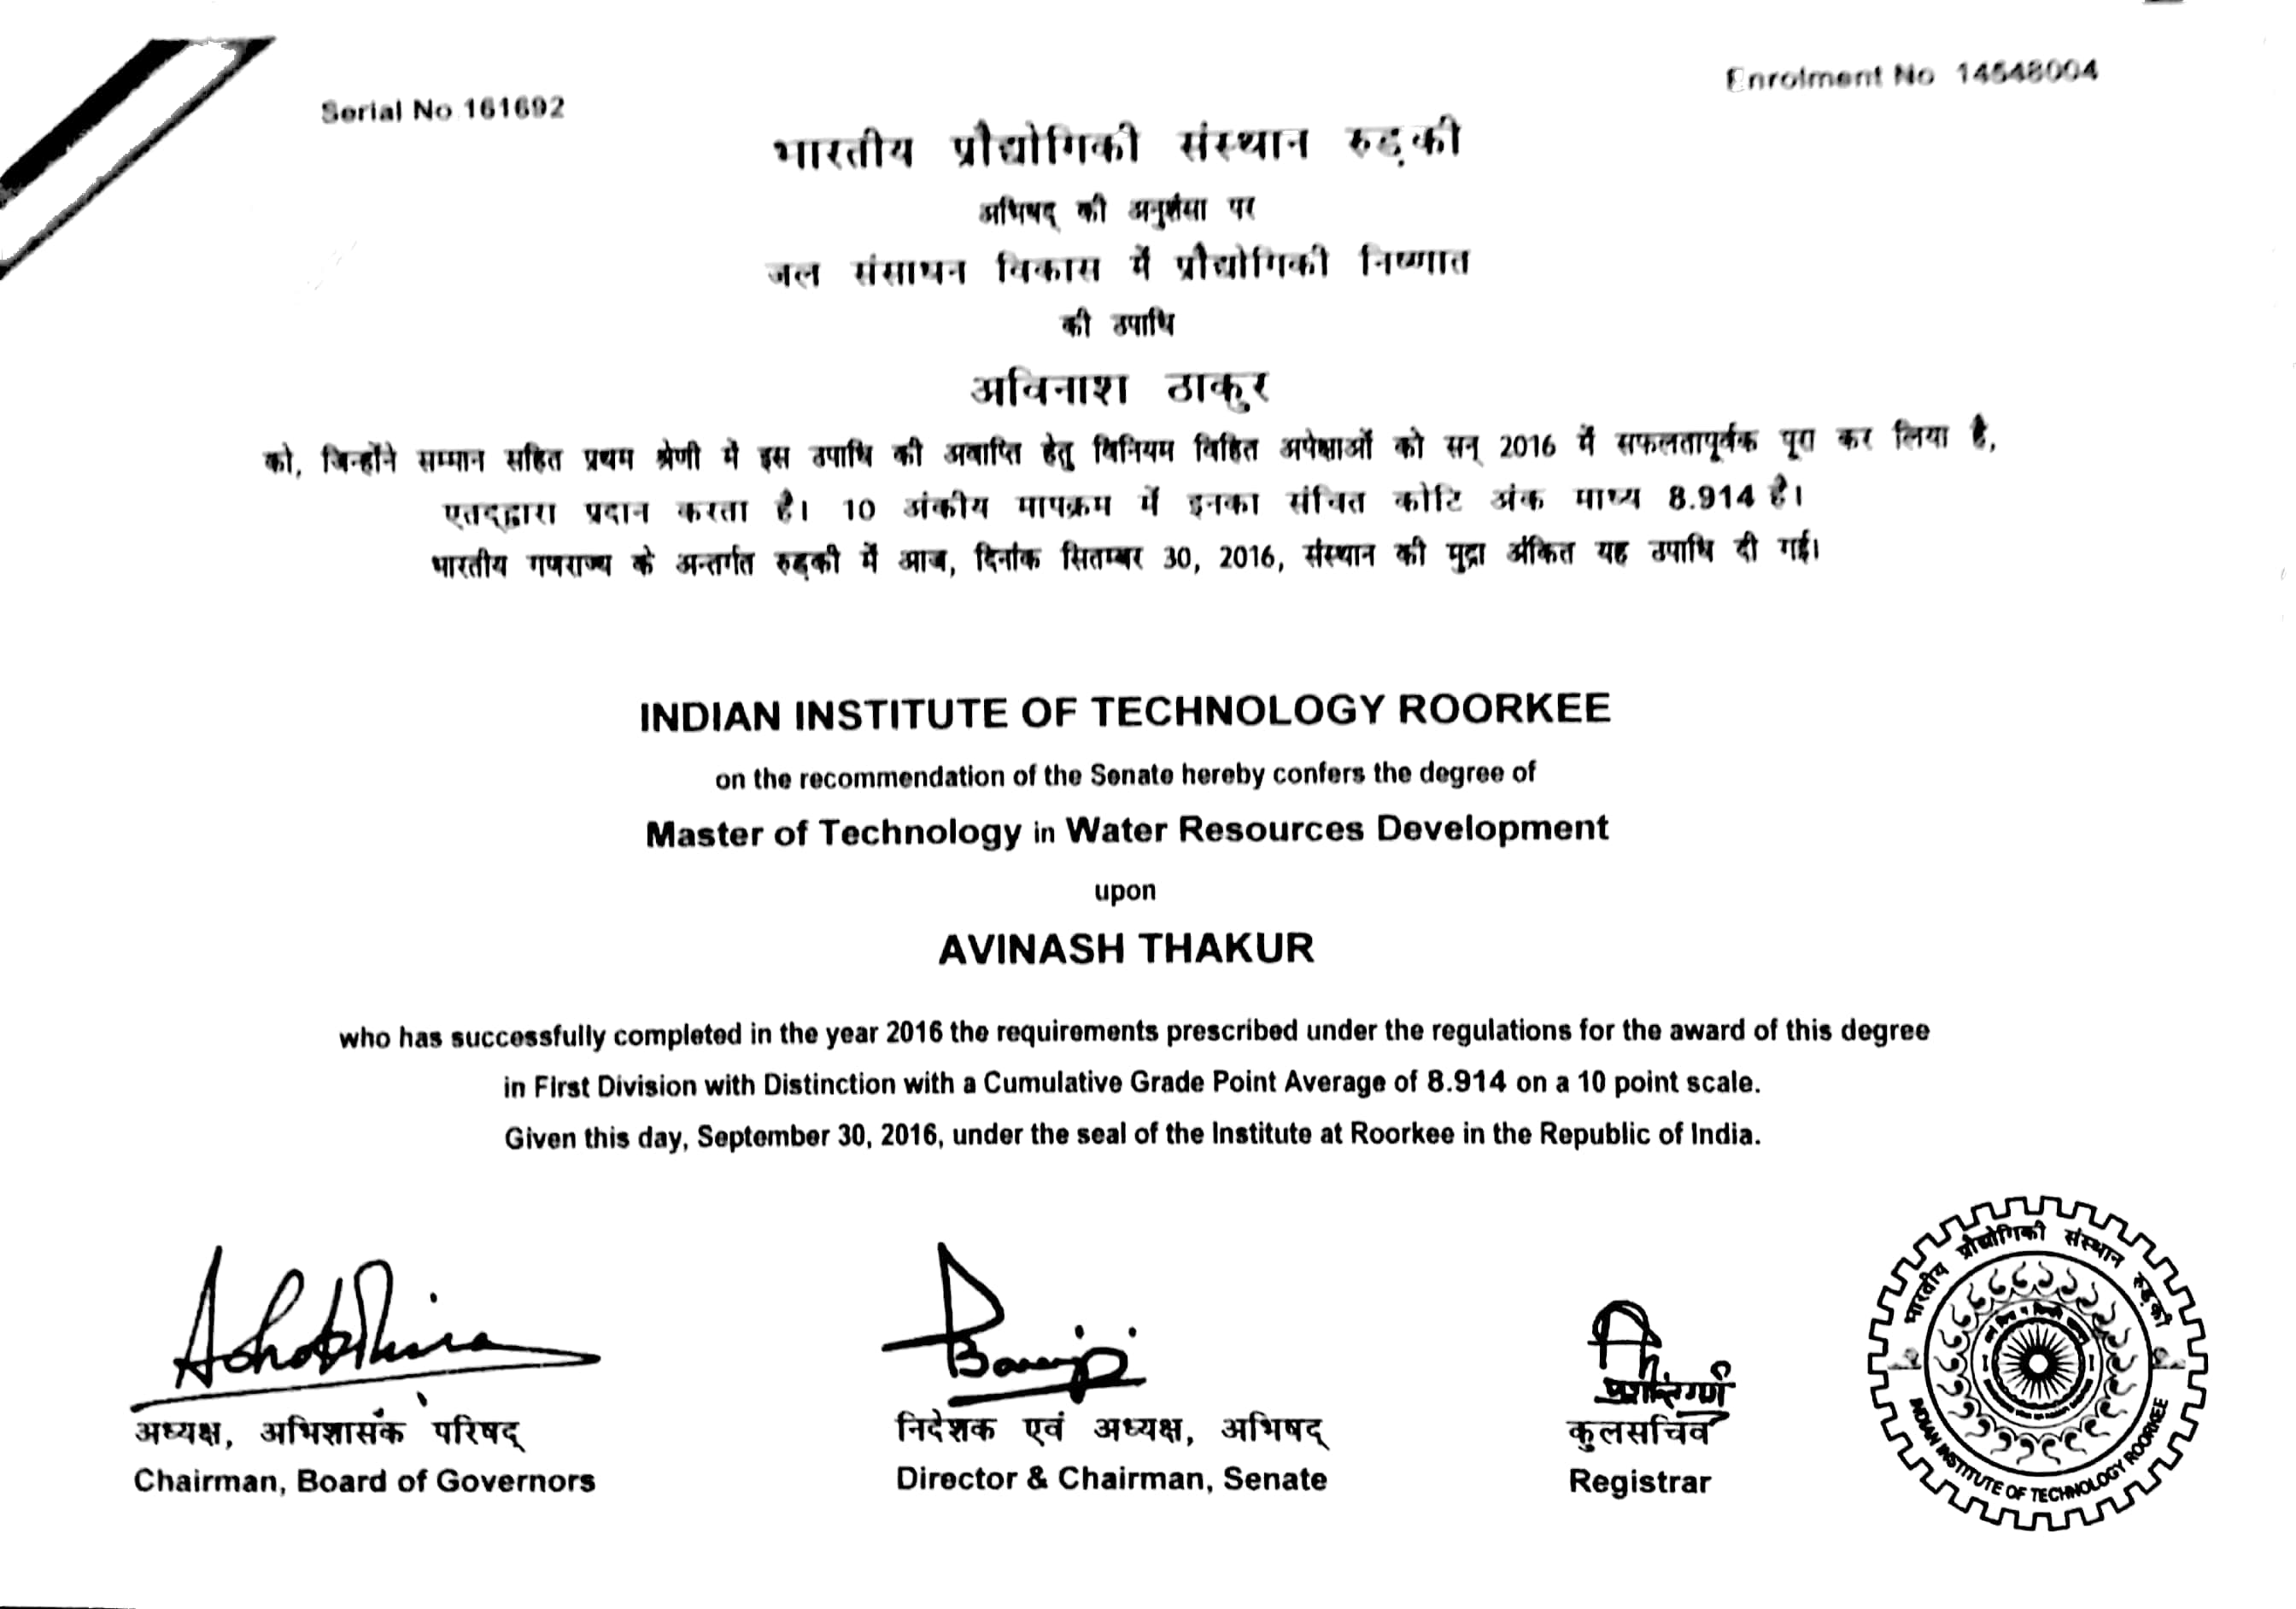 Serial No 161692
Enrolment No 14548004
भारतीय प्रौद्योगिकी संस्थान रुड़की
अभिषद् की अनुशंसा पर
जल संसाधन विकास में प्रौद्योगिकी निष्णात
की उपाधि
अविनाश ठाकुर
को, जिन्होंने सम्मान सहित प्रथम श्रेणी में इस उपाधि की अवाप्ति हेतु विनियम विहित अपेक्षाओं को सन् 2016 में सफलतापूर्वक पूरा कर लिया है,
एतद्द्वारा प्रदान करता है। 10 अंकीय मापक्रम में इनका संचित कोटि अंक माध्य 8.914 है।
भारतीय गणराज्य के अन्तर्गत रुड़की में आज, दिनांक सितम्बर 30, 2016, संस्थान की मुद्रा अंकित यह उपाधि दी गई।
INDIAN INSTITUTE OF TECHNOLOGY ROORKEE
on the recommendation of the Senate hereby confers the degree of
Master of Technology in Water Resources Development
upon
AVINASH THAKUR
who has successfully completed in the year 2016 the requirements prescribed under the regulations for the award of this degree
in First Division with Distinction with a Cumulative Grade Point Average of 8.914 on a 10 point scale.
Given this day, September 30, 2016, under the seal of the Institute at Roorkee in the Republic of India.
अध्यक्ष, अभिशासक परिषद्
Chairman, Board of Governors
निदेशक एवं अध्यक्ष, अभिषद्
Director & Chairman, Senate
कुलसचिव
Registrar
भारतीय प्रौद्योगिकी संस्थान रुड़की
INDIAN INSTITUTE OF TECHNOLOGY ROORKEE